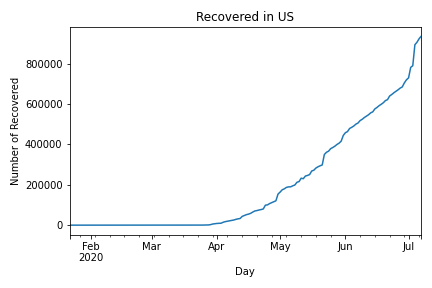 Recovered in US
Number of Recovered
800000
600000
400000
200000
0
Feb
2020
Mar
Apr
May
Jun
Jul
Day